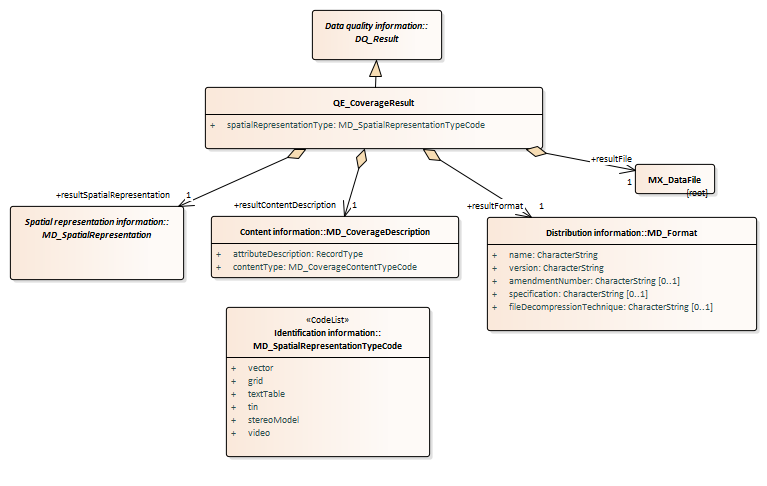 Data quality information::
DQ_Result
QE_CoverageResult
+ spatialRepresentationType: MD_SpatialRepresentationTypeCode
+resultFile
1
MX_DataFile
{root}
+resultSpatialRepresentation 1
+resultContentDescription 1
+resultFormat 1
Spatial representation information::
MD_SpatialRepresentation
Content information::MD_CoverageDescription
+ attributeDescription: RecordType
+ contentType: MD_CoverageContentTypeCode
Distribution information::MD_Format
+ name: CharacterString
+ version: CharacterString
+ amendmentNumber: CharacterString [0..1]
+ specification: CharacterString [0..1]
+ fileDecompressionTechnique: CharacterString [0..1]
«CodeList»
Identification information::
MD_SpatialRepresentationTypeCode
+ vector
+ grid
+ textTable
+ tin
+ stereoModel
+ video